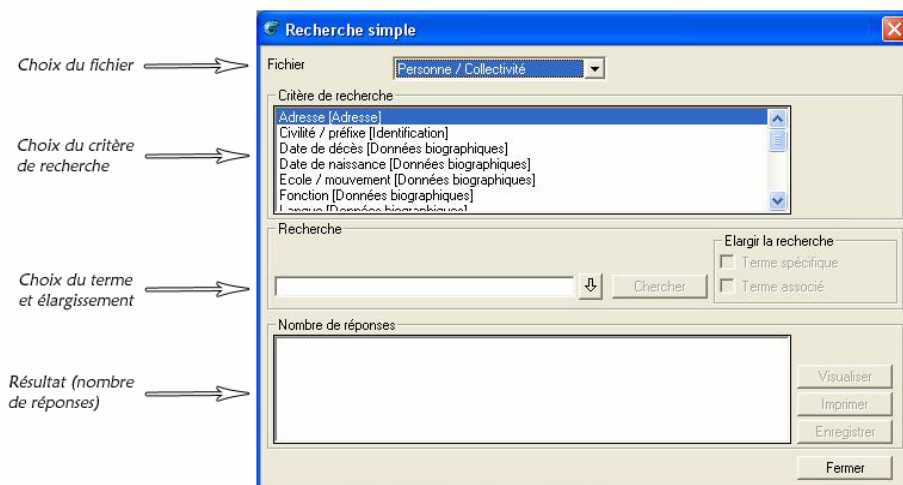 Recherche simple
Choix du fichier
Fichier
Personne / Collectivité
Critère de recherche
Adresse [Adresse]
Civilité / préfixe [Identification]
Date de décès [Données biographiques]
Choix du critère
de recherche
Date de naissance [Données biographiques]
Ecole / mouvement [Données biographiques]
Fonction [Données biographiques]
Langue [Données biographiques]
Recherche
Elargir la recherche
Terme spécifique
Choix du terme
et élargissement
Chercher
Terme associé
Nombre de réponses
Résultat (nombre
de réponses)
Visualiser
Imprimer
Enregistrer
Fermer